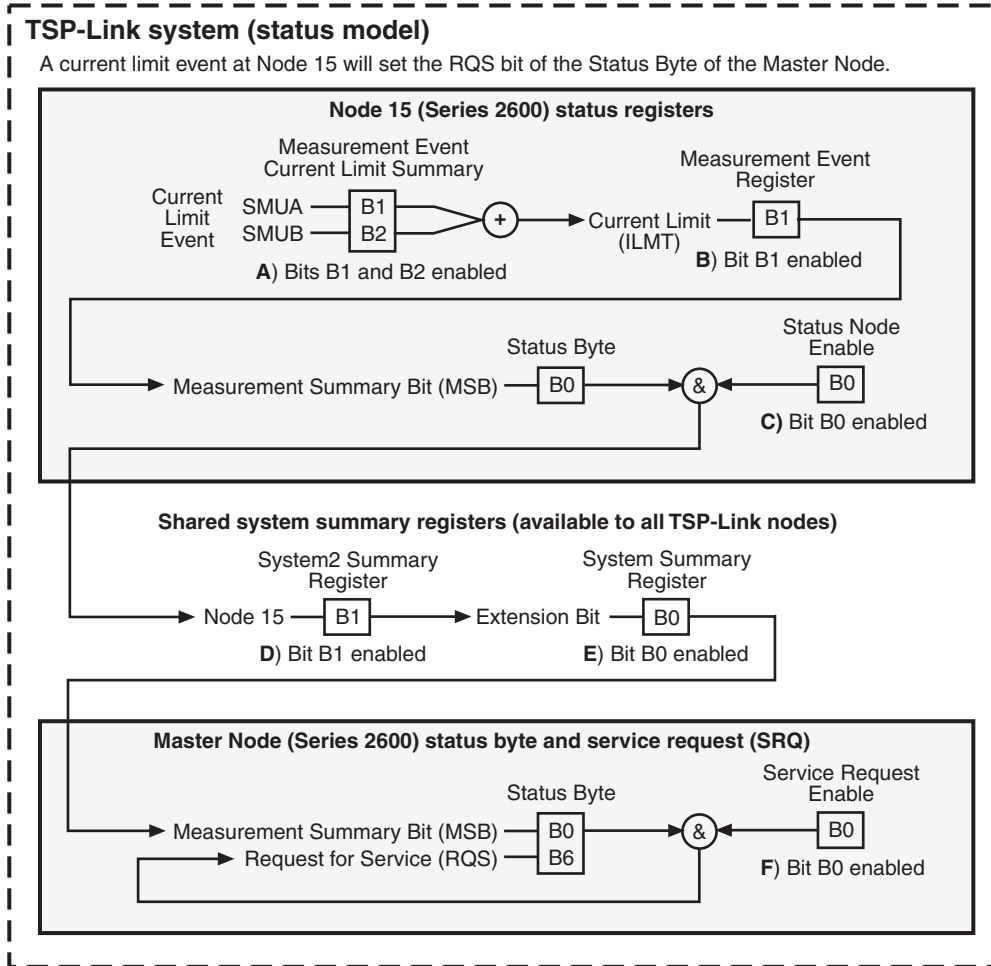 TSP-Link system (status model)
A current limit event at Node 15 will set the RQS bit of the Status Byte of the Master Node.
Node 15 (Series 2600) status registers
Measurement Event
Current Limit Summary
Current
Limit
Event
SMUA
B1
SMUB
B2
+
A) Bits B1 and B2 enabled
Measurement Event
Register
Current Limit
(ILMT)
B1
B) Bit B1 enabled
Status Byte
Measurement Summary Bit (MSB)
B0
&
Status Node
Enable
B0
C) Bit B0 enabled
Shared system summary registers (available to all TSP-Link nodes)
System2 Summary
Register
Node 15
B1
D) Bit B1 enabled
System Summary
Register
Extension Bit
B0
E) Bit B0 enabled
Master Node (Series 2600) status byte and service request (SRQ)
Status Byte
Measurement Summary Bit (MSB)
B0
Request for Service (RQS)
B6
&
Service Request
Enable
B0
F) Bit B0 enabled